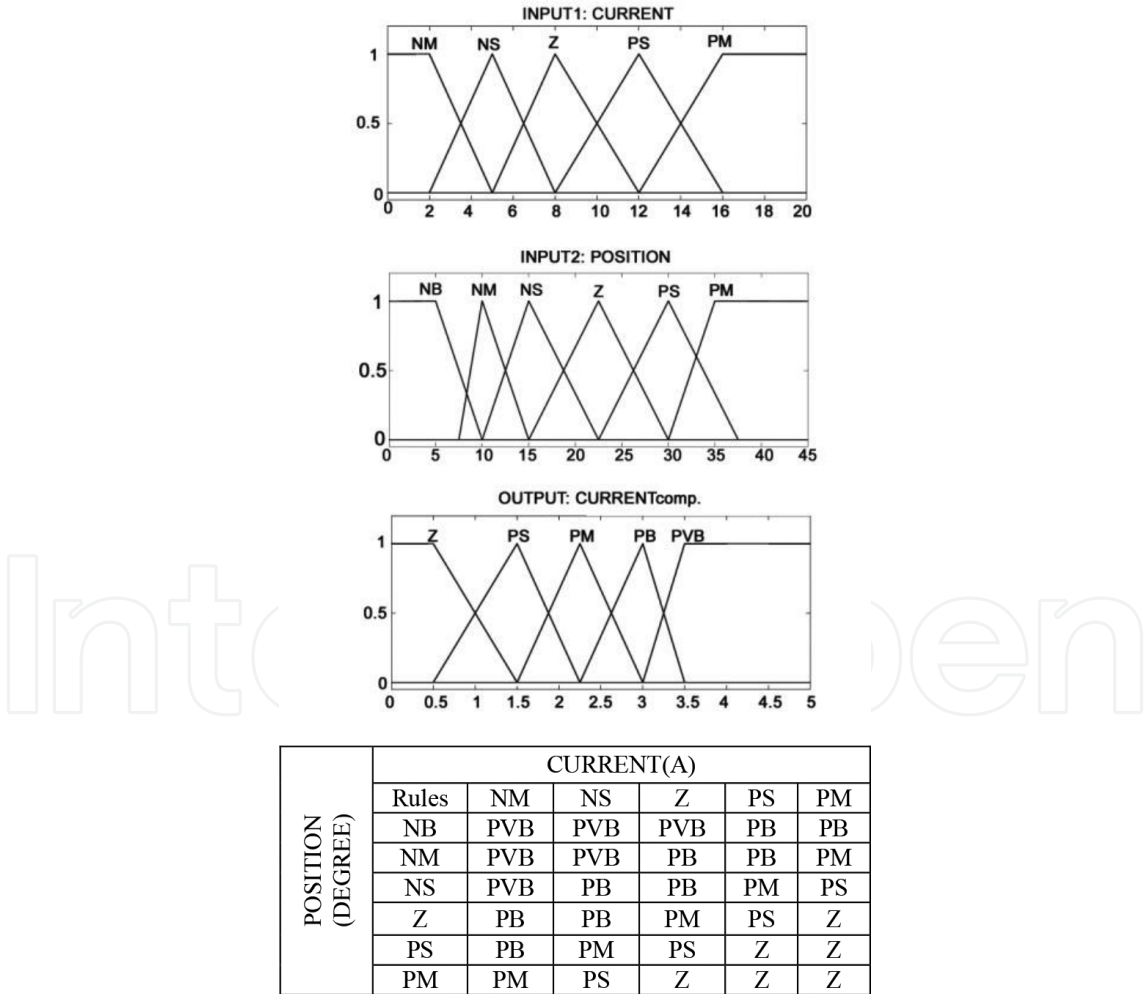 INPUT1: CURRENT
NM NS Z PS PM
1
0.5
0
0 2 4 6 8 10 12 14 16 18 20
INPUT2: POSITION
NB NM NS Z PS PM
1
0.5
0
0 5 10 15 20 25 30 35 40 45
OUTPUT: CURRENTcomp.
Z PS PM PB PVB
1
0.5
0
0 0.5 1 1.5 2 2.5 3 3.5 4 4.5 5
POSITION
(DEGREE)
CURRENT(A)
Rules NM NS Z PS PM
NB PVB PVB PVB PB PB
NM PVB PVB PB PB PM
NS PVB PB PB PM PS
Z PB PB PM PS Z
PS PB PM PS Z Z
PM PM PS Z Z Z